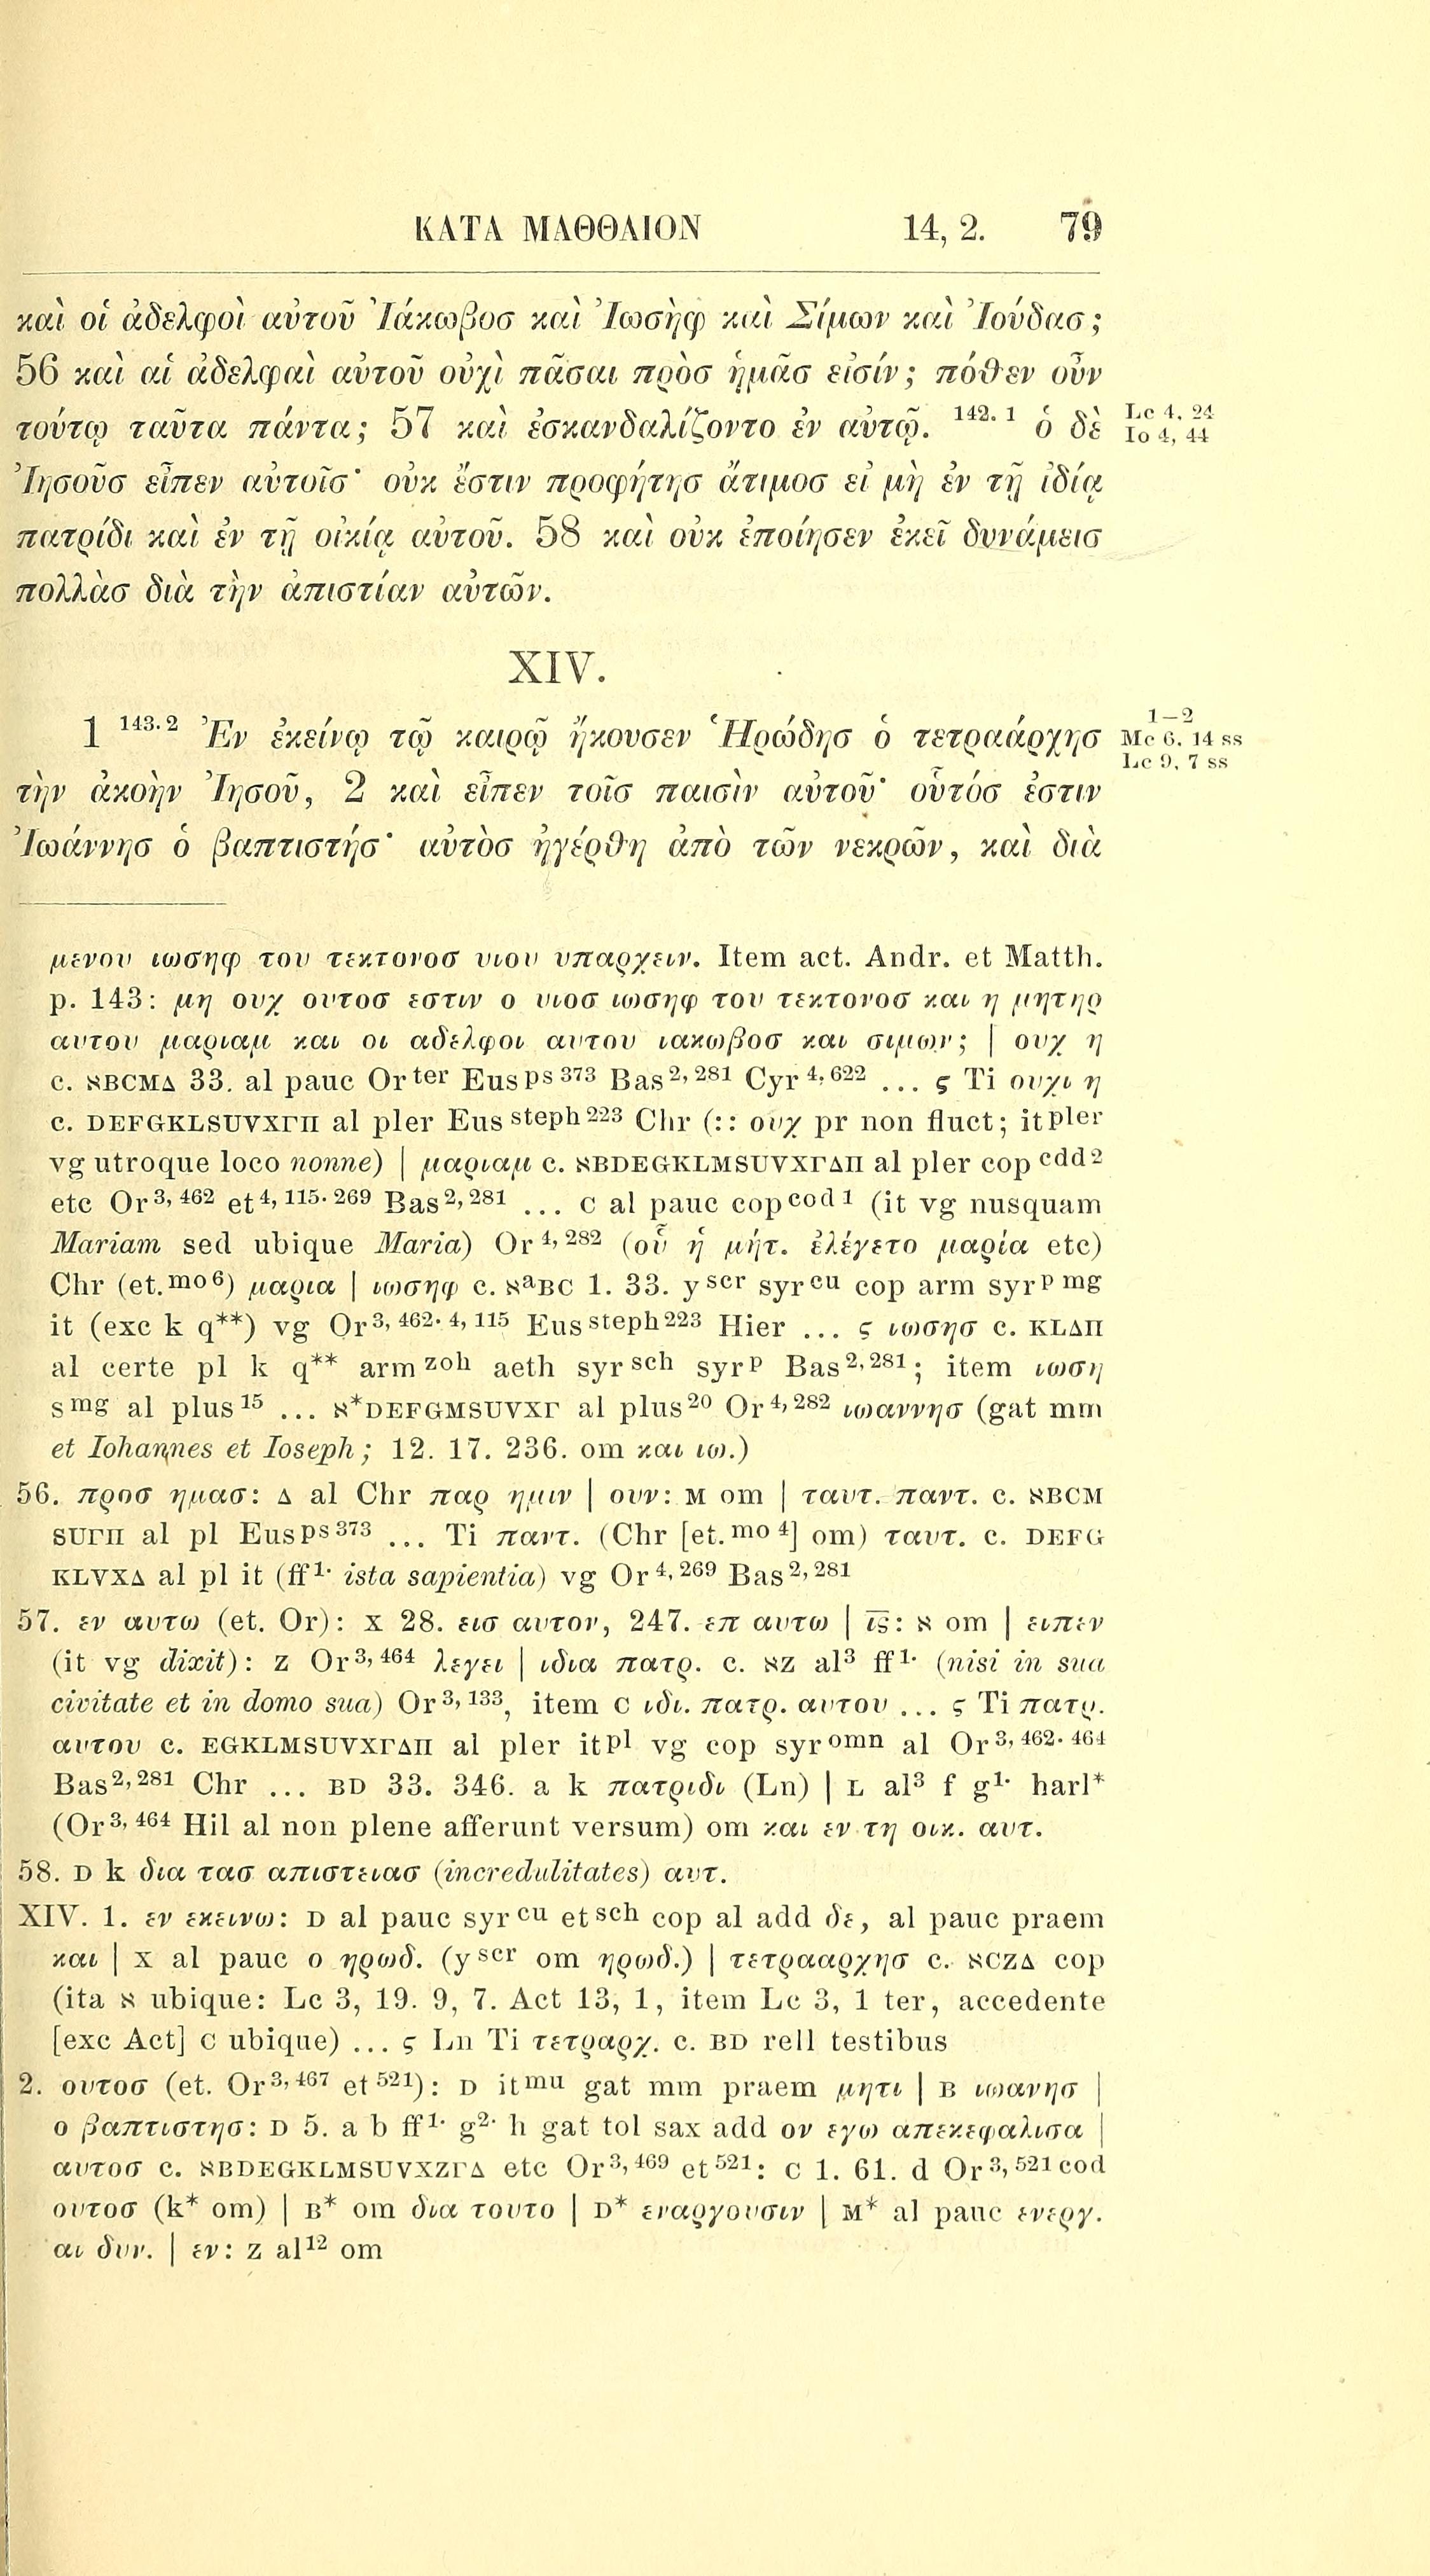 ΚΑΤΑ ΜΑΘΘΑΙΟΝ 14, 2. 79
καὶ οἱ ἀδελφοὶ αὐτοῦ Ἰάκωβοσ καὶ Ἰωσὴφ καὶ Σίμων καὶ Ἰούδασ;
56 καὶ αἱ ἀδελφαὶ αὐτοῦ οὐχὶ πᾶσαι πρὸσ ἡμᾶσ εἰσίν; πόθεν οὖν
τούτῳ ταῦτα πάντα; 57 καὶ ἐσκανδαλίζοντο ἐν αὐτῷ. 142. 1 ὁ δὲ
Lc 4, 24
Io 4, 44
Ἰησοῦσ εἶπεν αὐτοῖσ· οὐκ ἔστιν προφήτησ ἄτιμοσ εἰ μὴ ἐν τῇ ἰδίᾳ
πατρίδι καὶ ἐν τῇ οἰκίᾳ αὐτοῦ. 58 καὶ οὐκ ἐποίησεν ἐκεῖ δυνάμεισ
πολλὰσ διὰ τὴν ἀπιστίαν αὐτῶν.
XIV.
1 143. 2 Ἐν ἐκείνῳ τῷ καιρῷ ἤκουσεν Ἡρώδησ ὁ τετραάρχησ
1–2
Mc 6, 14 ss
Lc 9, 7 ss
τὴν ἀκοὴν Ἰησοῦ, 2 καὶ εἶπεν τοῖσ παισὶν αὐτοῦ· οὗτόσ ἐστιν
Ἰωάννησ ὁ βαπτιστήσ· αὐτὸσ ἠγέρθη ἀπὸ τῶν νεκρῶν, καὶ διὰ
μενου ιωσηφ του τεκτονοσ υιου υπαρχειν. Item act. Andr. et Matth.
p. 143: μη ουχ ουτοσ εστιν ο υιοσ ιωσηφ του τεκτονοσ και η μητηρ
αυτου μαριαμ και οι αδελφοι αυτου ιακωβοσ και σιμων; | ουχ η
c. ℵBCMΔ 33. al pauc Or ter Eus ps 373 Bas 2, 281 Cyr 4, 622 ... ς Ti ουχι η
c. DEFGKLSUVXΓΠ al pler Eus steph 223 Chr (:: ουχ pr non fluct; it pler
vg utroque loco nonne) | μαριαμ c. ℵBDEGKLMSUVXΓΔΠ al pler cop cdd 2
etc Or 3, 462 et 4, 115. 269 Bas 2, 281 ... C al pauc cop cod 1 (it vg nusquam
Mariam sed ubique Maria) Or 4, 282 (οὗ ἡ μήτ. ἐλέγετο μαρία etc)
Chr (et. mo 6) μαρια | ιωσηφ c. ℵaBC 1. 33. y scr syr cu cop arm syr p mg
it (exc k q**) vg Or 3, 462. 4, 115 Eus steph 223 Hier ... ς ιωσησ c. KLΔΠ
al certe pl k q** arm zoh aeth syr sch syr p Bas 2, 281; item ιωση
S mg al plus 15 ... ℵ*DEFGMSUVXΓ al plus 20 Or 4, 282 ιωαννησ (gat mm
et Iohannes et Ioseph; 12. 17. 236. om και ιω.)
56. προσ ημασ: Δ al Chr παρ ημιν | ουν: M om | ταυτ. παντ. c. ℵBCM
SUΓΠ al pl Eus ps 373 ... Ti παντ. (Chr [et. mo 4] om) ταυτ. c. DEFG
KLVXΔ al pl it (ff 1. ista sapientia) vg Or 4, 269 Bas 2, 281
57. εν αυτω (et. Or): X 28. εισ αυτον, 247. επ αυτω | ι̅ς̅: ℵ om | ειπεν
(it vg dixit): Z Or 3, 464 λεγει | ιδια πατρ. c. ℵZ al 3 ff 1. (nisi in sua
civitate et in domo sua) Or 3, 133, item C ιδι. πατρ. αυτου ... ς Ti πατρ.
αυτου c. EGKLMSUVXΓΔΠ al pler it pl vg cop syr omn al Or 3, 462. 464
Bas 2, 281 Chr ... BD 33. 346. a k πατριδι (Ln) | L al 3 f g 1. harl*
(Or 3, 464 Hil al non plene afferunt versum) om και εν τη οικ. αυτ.
58. D k δια τασ απιστειασ (incredulitates) αυτ.
XIV. 1. εν εκεινω: D al pauc syr cu et sch cop al add δε, al pauc praem
και | X al pauc ο ηρωδ. (y scr om ηρωδ.) | τετρααρχησ c. ℵCZΔ cop
(ita ℵ ubique: Lc 3, 19. 9, 7. Act 13, 1, item Lc 3, 1 ter, accedente
[exc Act] C ubique) ... ς Ln Ti τετραρχ. c. BD rell testibus
2. ουτοσ (et. Or 3, 467 et 521): D it mu gat mm praem μητι | B ιωανησ |
ο βαπτιστησ: D 5. a b ff 1. g 2. h gat tol sax add ον εγω απεκεφαλισα |
αυτοσ c. ℵBDEGKLMSUVXZΓΔ etc Or 3, 469 et 521: C 1. 61. d Or 3, 521 cod
ουτοσ (k* om) | B* om δια τουτο | D* εναργουσιν | M* al pauc ενεργ.
αι δυν. | εν: Z al 12 om